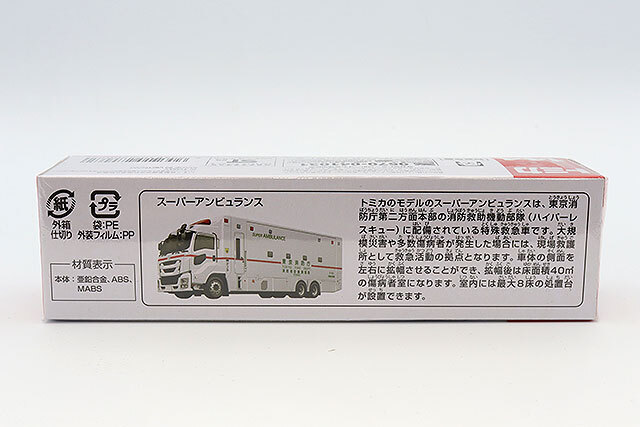 紙
外箱
仕切り
プラ
袋:PE
外装フィルム:PP
材質表示
本体:亜鉛合金、ABS、
MABS
スーパーアンビュランス
SUPER AMBULANCE
東京消防庁
トミカのモデルのスーパーアンビュランスは、東京消
防庁第二方面本部の消防救助機動部隊(ハイパーレ
スキュー)に配備されている特殊救急車です。大規
模災害や多数傷病者が発生した場合には、現場救護
所として救急活動の拠点となります。車体の側面を
左右に拡幅させることができ、拡幅後は床面積40㎡
の傷病者室になります。室内には最大8床の処置台
が設置できます。